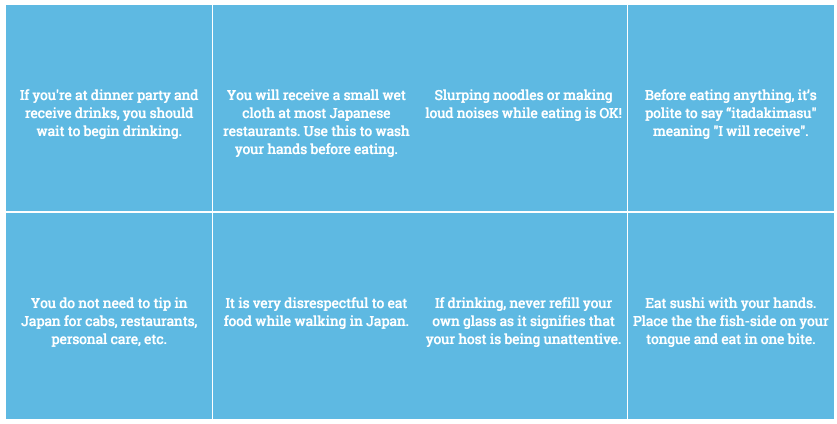 If you're at dinner party and
receive drinks, you should
wait to begin drinking.
You will receive a small wet
cloth at most Japanese
restaurants. Use this to wash
your hands before eating.
Slurping noodles or making
loud noises while eating is OK!
Before eating anything, it’s
polite to say “itadakimasu"
meaning "I will receive".
You do not need to tip in
Japan for cabs, restaurants,
personal care, etc.
It is very disrespectful to eat
food while walking in Japan.
If drinking, never refill your
own glass as it signifies that
your host is being unattentive.
Eat sushi with your hands.
Place the the fish-side on your
tongue and eat in one bite.